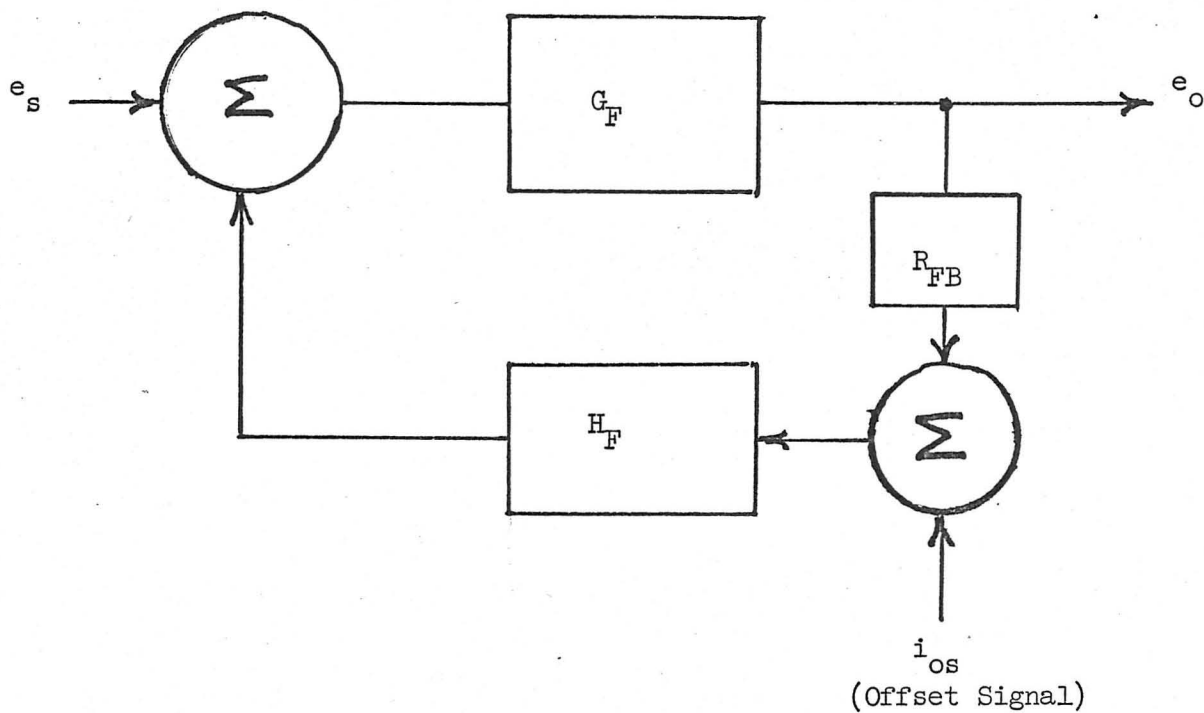 e_s
Σ
G_F
e_o
R_FB
H_F
Σ
i_os
(Offset Signal)